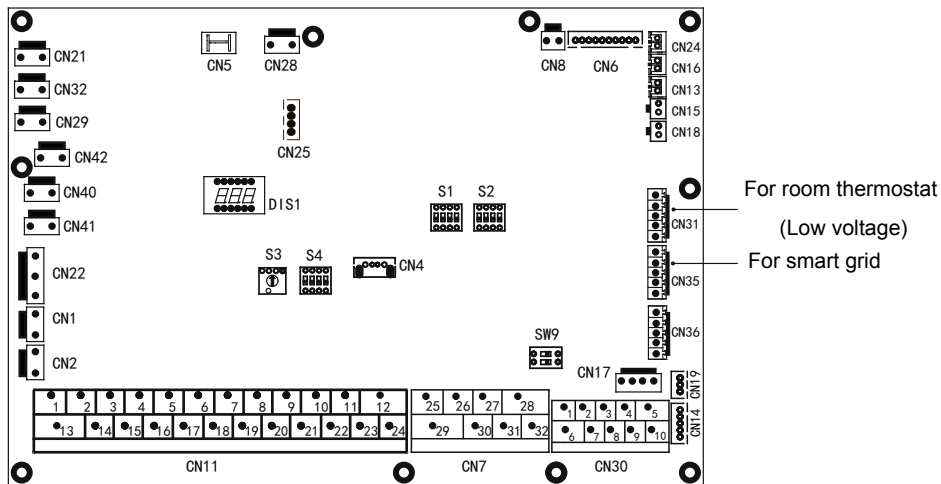 CN21
CN32
CN29
CN42
CN40
CN41
CN22
CN1
CN2
CN5
CN28
CN25
DIS1
S3
S4
CN4
S1
S2
CN8
CN6
CN24
CN16
CN13
CN15
CN18
CN31
CN35
CN36
For room thermostat
(Low voltage)
For smart grid
SW9
CN17
CN19
CN14
1 2 3 4 5 6 7 8 9 10 11 12
13 14 15 16 17 18 19 20 21 22 23 24
CN11
25 26 27 28
29 30 31 32
CN7
1 2 3 4 5
6 7 8 9 10
CN30